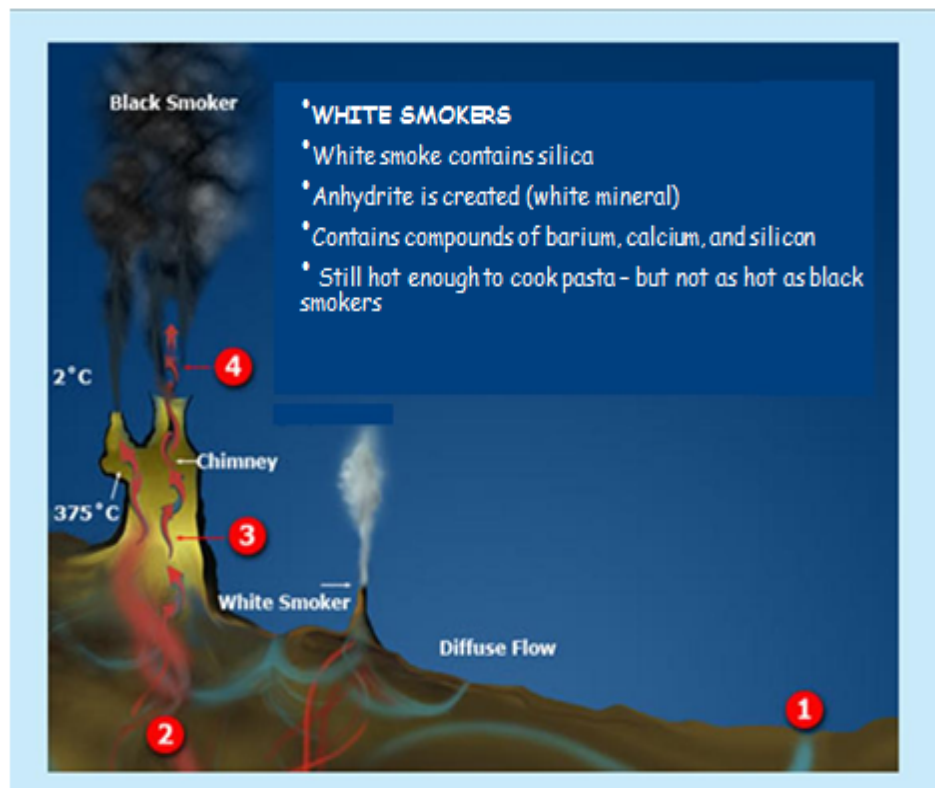 Black Smoker
•WHITE SMOKERS
•White smoke contains silica
•Anhydrite is created (white mineral)
•Contains compounds of barium, calcium, and silicon
• Still hot enough to cook pasta – but not as hot as black
smokers
4
2°C
Chimney
375°C
3
White Smoker
Diffuse Flow
1
2